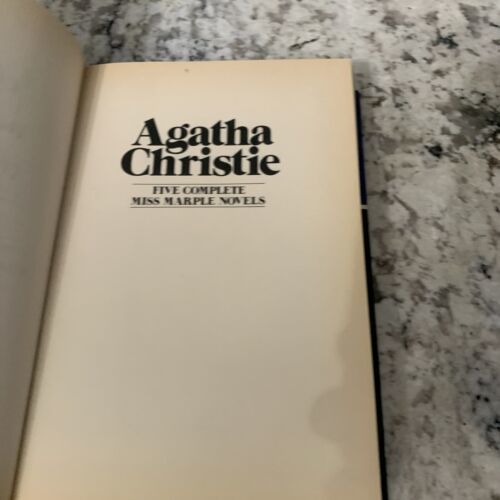 Agatha
Christie
FIVE COMPLETE
MISS MARPLE NOVELS